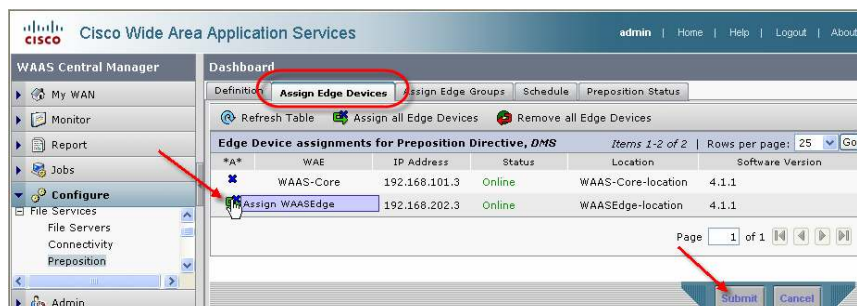 CISCO
Cisco Wide Area Application Services
admin | Home | Help | Logout | About
WAAS Central Manager
Dashboard
My WAN
Monitor
Report
Jobs
Configure
File Services
File Servers
Connectivity
Preposition
Admin
Definition Assign Edge Devices Assign Edge Groups Schedule Preposition Status
Refresh Table Assign all Edge Devices Remove all Edge Devices
Edge Device assignments for Preposition Directive, DMS Items 1-2 of 2 | Rows per page: 25 Go
*A* WAE IP Address Status Location Software Version
WAAS-Core 192.168.101.3 Online WAAS-Core-location 4.1.1
Assign WAASEdge 192.168.202.3 Online WAASEdge-location 4.1.1
Page 1 of 1
Submit Cancel